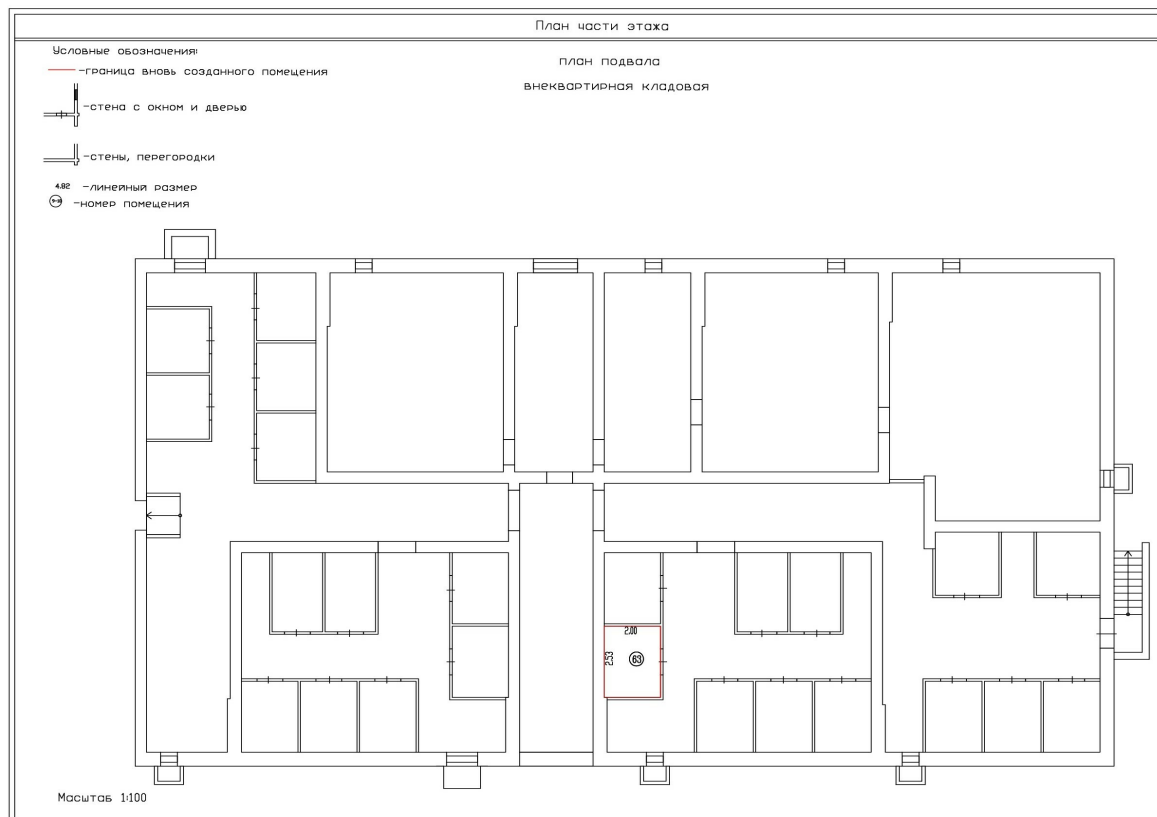 План части этажа
Условные обозначения:
план подвала
-граница вновь созданного помещения
внеквартирная кладовая
-стена с окном и дверью
-стены, перегородки
4.82 -линейный размер
-номер помещения
2.00
2.53
63
Масштаб 1:100